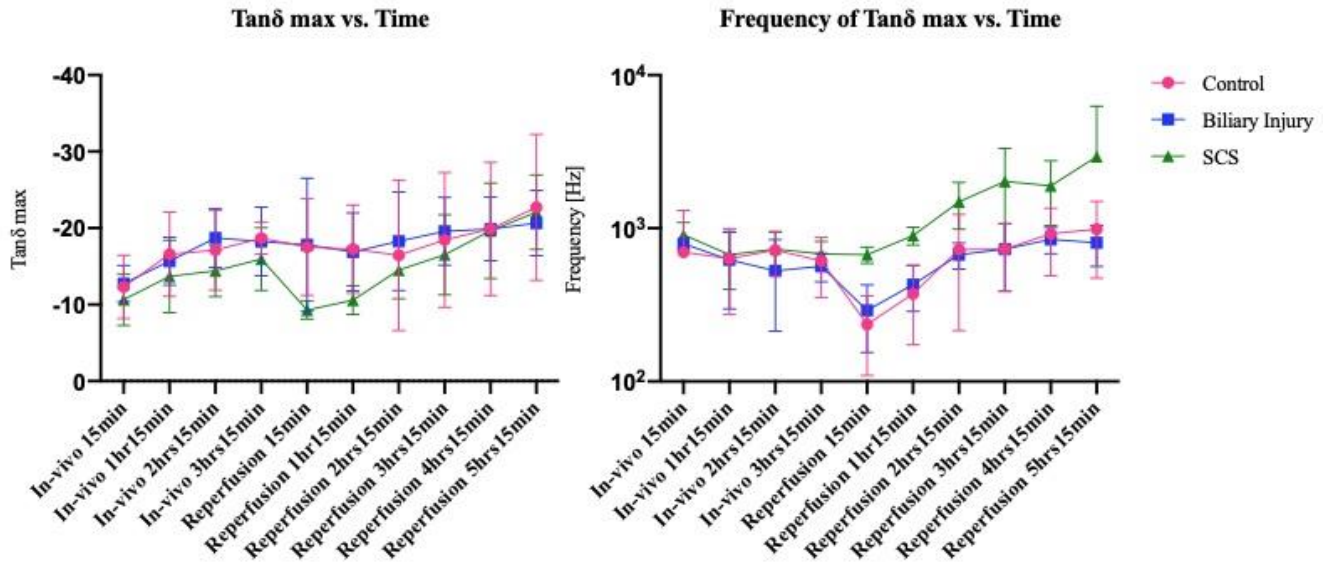 Tanδ max vs. Time
-40
-30
-20
-10
0
Tanδ max
In-vivo 15min
In-vivo 1hr15min
In-vivo 2hrs15min
In-vivo 3hrs15min
Reperfusion 15min
Reperfusion 1hr15min
Reperfusion 2hrs15min
Reperfusion 3hrs15min
Reperfusion 4hrs15min
Reperfusion 5hrs15min
Frequency of Tanδ max vs. Time
10⁴
10³
10²
Frequency [Hz]
In-vivo 15min
In-vivo 1hr15min
In-vivo 2hrs15min
In-vivo 3hrs15min
Reperfusion 15min
Reperfusion 1hr15min
Reperfusion 2hrs15min
Reperfusion 3hrs15min
Reperfusion 4hrs15min
Reperfusion 5hrs15min
Control
Biliary Injury
SCS